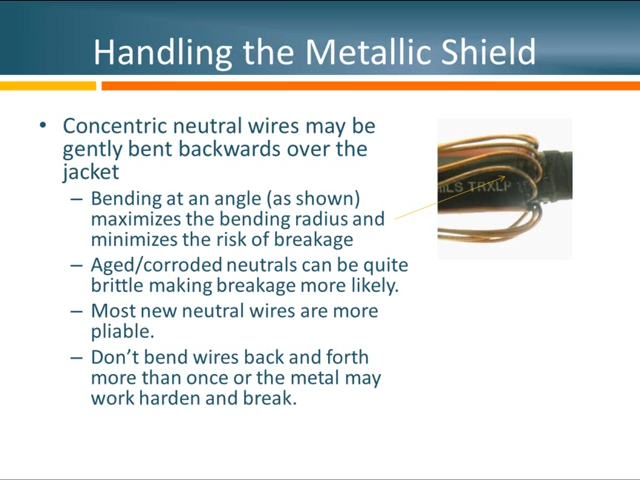 Handling the Metallic Shield
• Concentric neutral wires may be
gently bent backwards over the
jacket
– Bending at an angle (as shown)
maximizes the bending radius and
minimizes the risk of breakage
– Aged/corroded neutrals can be quite
brittle making breakage more likely.
– Most new neutral wires are more
pliable.
– Don’t bend wires back and forth
more than once or the metal may
work harden and break.
MILS TRXLP